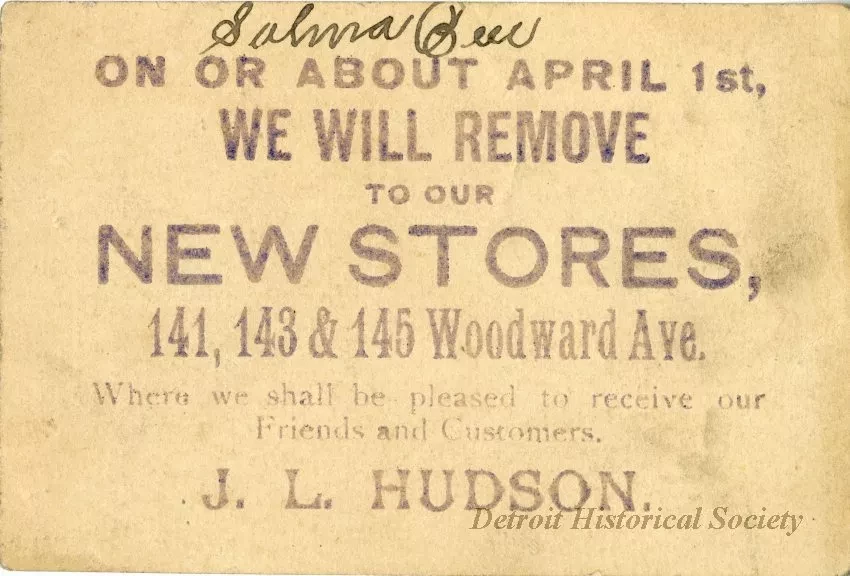 ON OR ABOUT APRIL 1st,
WE WILL REMOVE
TO OUR
NEW STORES,
141, 143 & 145 Woodward Ave.
Where we shall be pleased to receive our
Friends and Customers.
J. L. HUDSON.
Detroit Historical Society